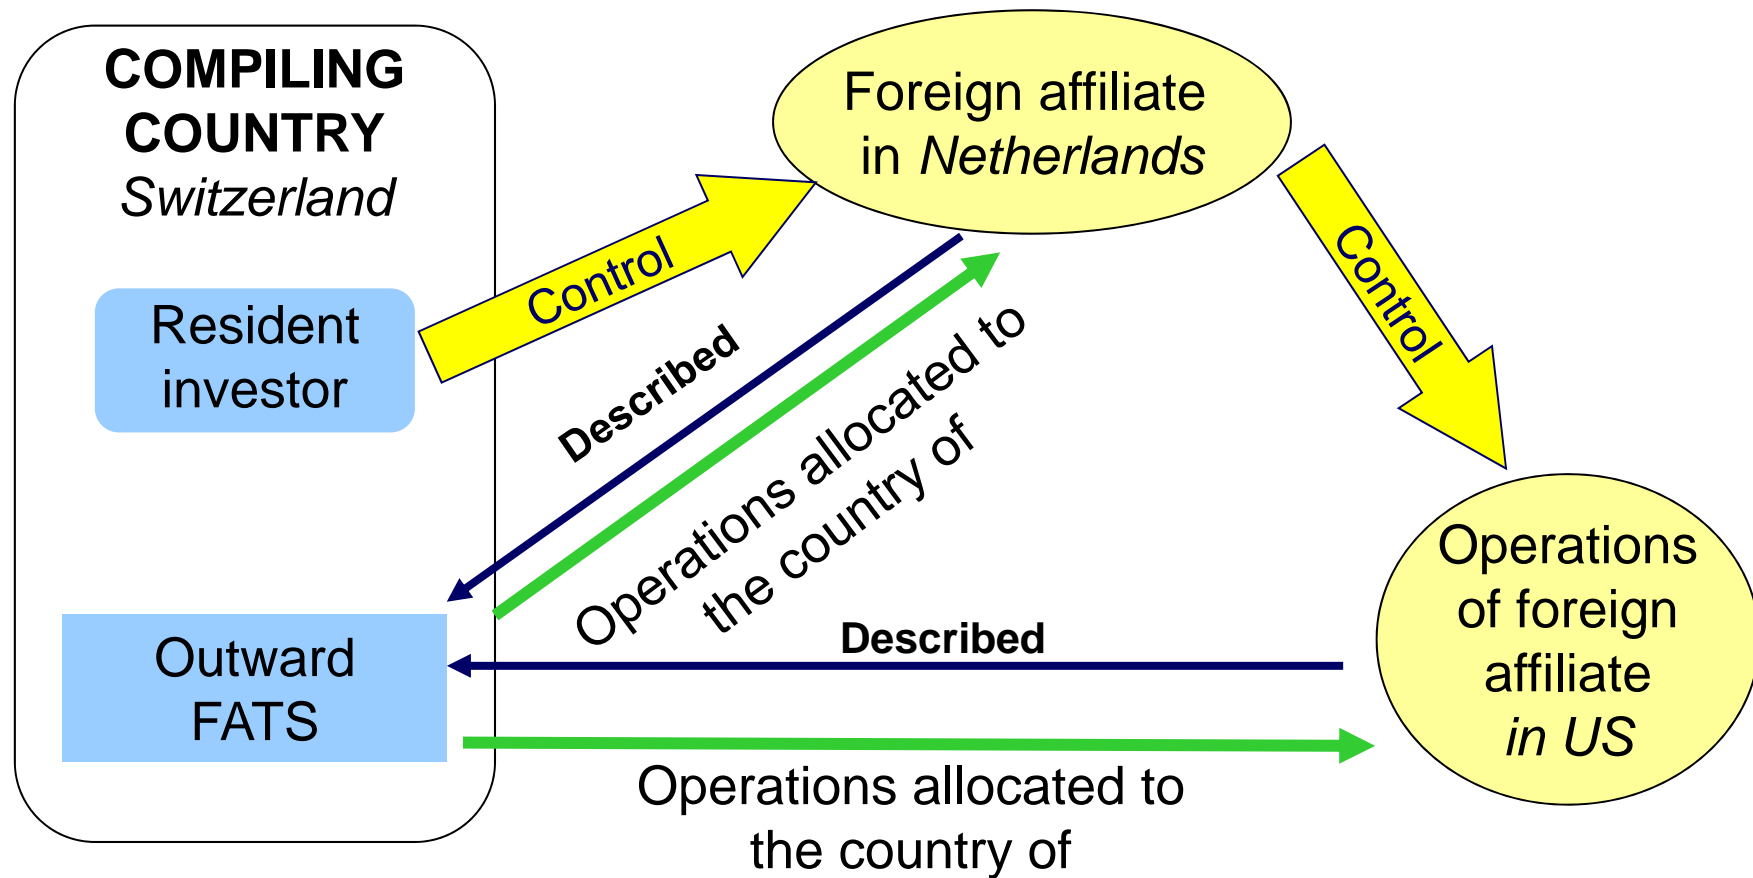 COMPILING
COUNTRY
Switzerland
Resident
investor
Outward
FATS
Control
Foreign affiliate
in Netherlands
Control
Described
Operations allocated to
the country of
Described
Operations allocated to
the country of
Operations
of foreign
affiliate
in US